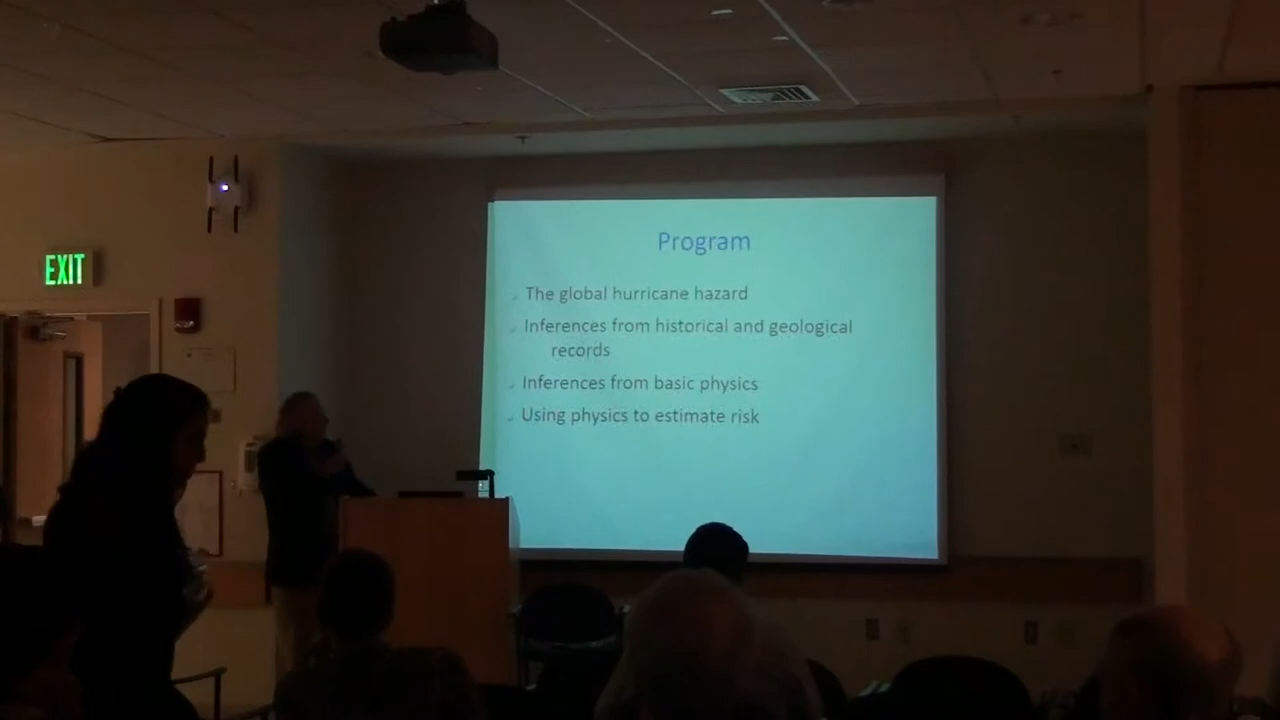 EXIT
Program
The global hurricane hazard
Inferences from historical and geological
records
Inferences from basic physics
Using physics to estimate risk